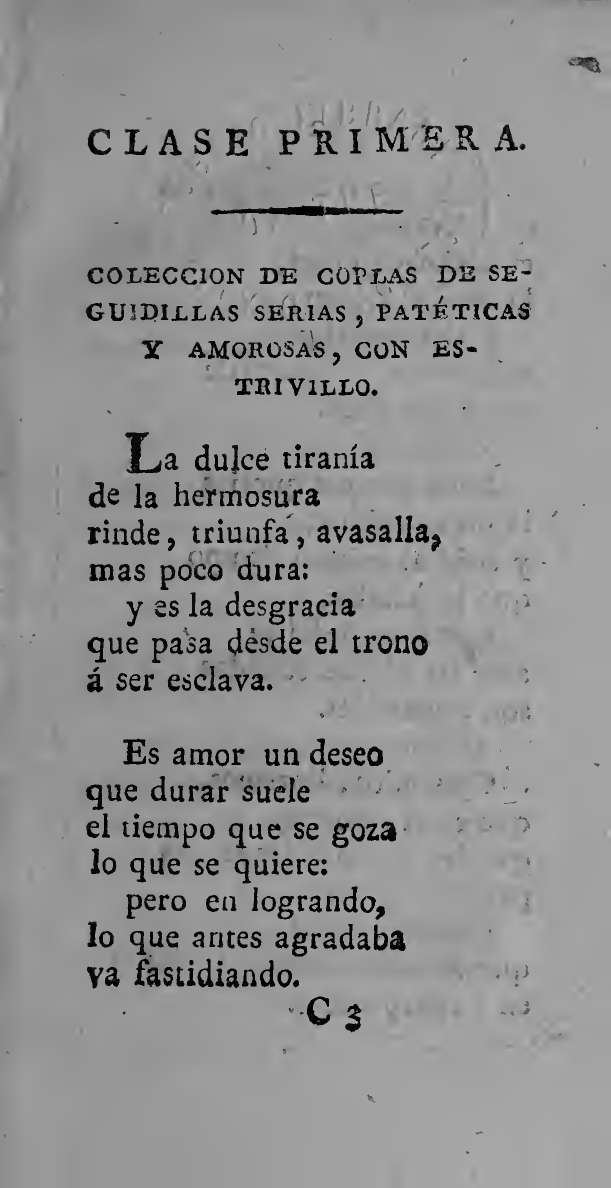 CLASE PRIMERA.
COLECCION DE COPLAS DE SE-
GUIDILLAS SERIAS, PATÉTICAS
Y AMOROSAS, CON ES-
TRIVILLO.
La dulce tiranía
de la hermosura
rinde, triunfa, avasalla,
mas poco dura:
y es la desgracia
que pasa desde el trono
á ser esclava.
Es amor un deseo
que durar suele
el tiempo que se goza
lo que se quiere:
pero en logrando,
lo que antes agradaba
va fastidiando.
C 3